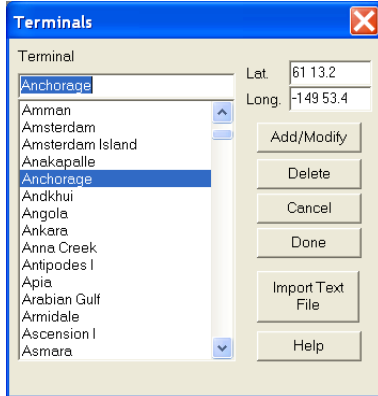 Terminals
Terminal
Anchorage
Lat. 61 13.2
Long. -149 53.4
Amman
Amsterdam
Amsterdam Island
Anakapalle
Anchorage
Andkhui
Angola
Ankara
Anna Creek
Antipodes I
Apia
Arabian Gulf
Armidale
Ascension I
Asmara
Add/Modify
Delete
Cancel
Done
Import Text
File
Help